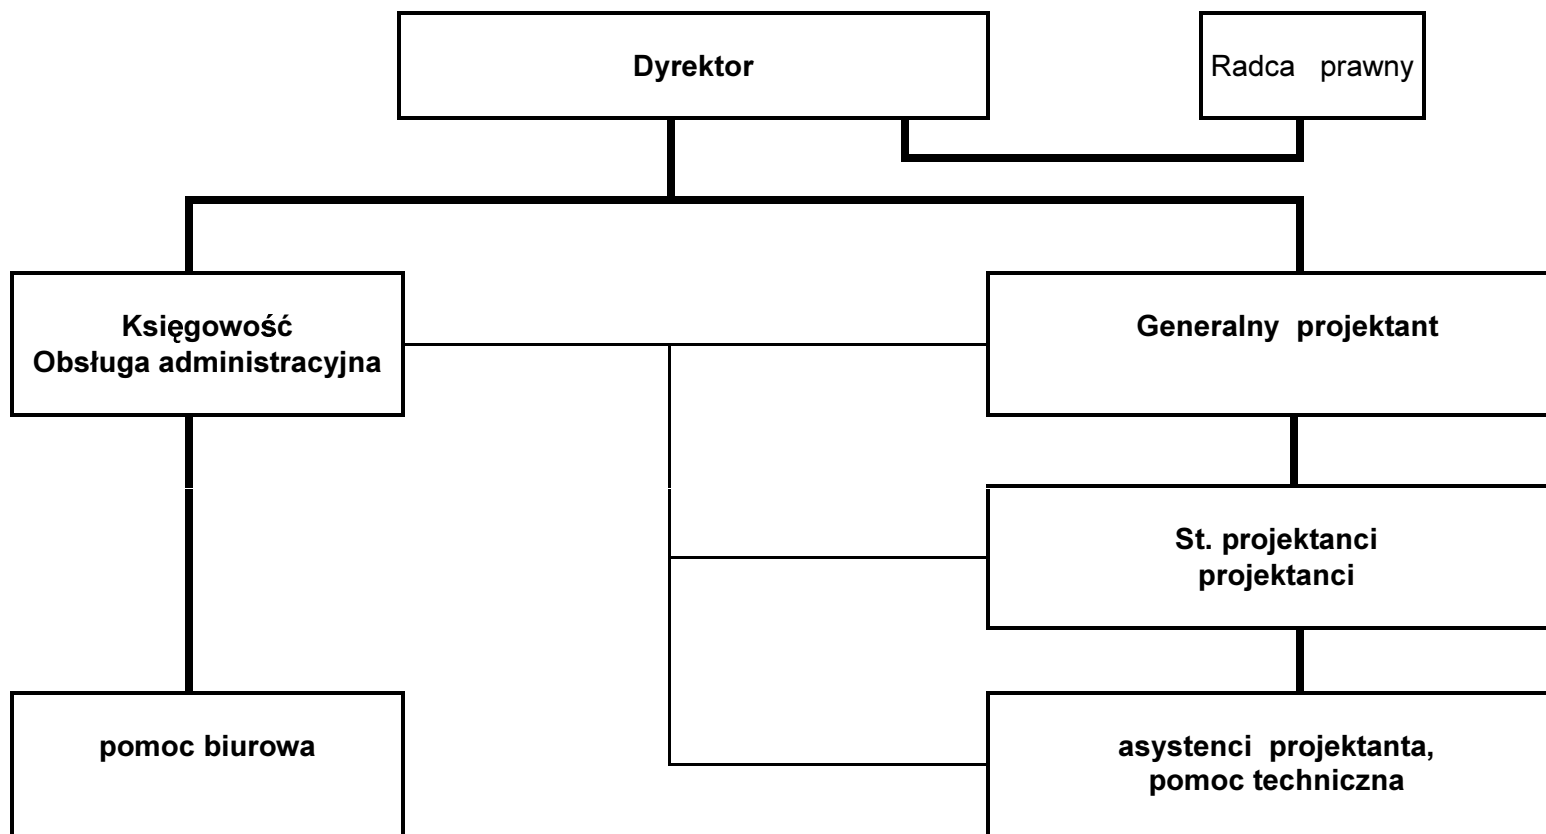 Dyrektor
Radca prawny
Księgowość
Obsługa administracyjna
Generalny projektant
St. projektanci
projektanci
pomoc biurowa
asystenci projektanta,
pomoc techniczna